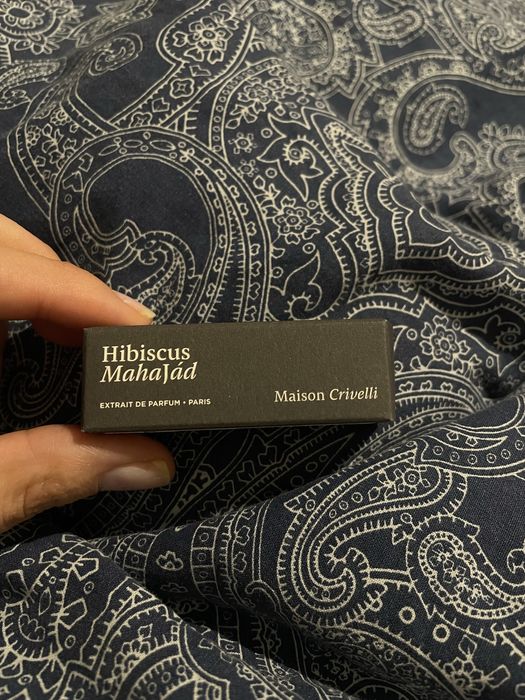 Hibiscus
MahaJád
EXTRAIT DE PARFUM • PARIS
Maison Crivelli